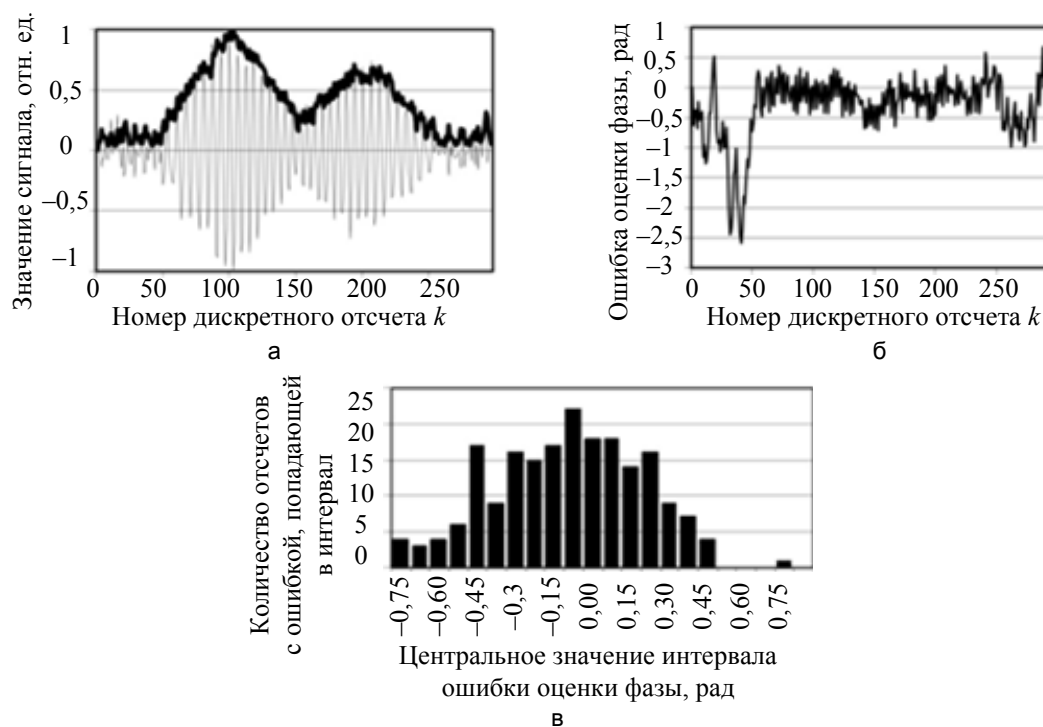 Значение сигнала, отн. ед.
1
0,5
0
–0,5
–1
0 50 100 150 200 250
Номер дискретного отсчета k
а
Ошибка оценки фазы, рад
1
0,5
0
–0,5
–1
–1,5
–2
–2,5
–3
0 50 100 150 200 250
Номер дискретного отсчета k
б
Количество отсчетов
с ошибкой, попадающей
в интервал
25
20
15
10
5
0
–0,75 –0,60 –0,45 –0,3 –0,15 0,00 0,15 0,30 0,45 0,60 0,75
Центральное значение интервала
ошибки оценки фазы, рад
в